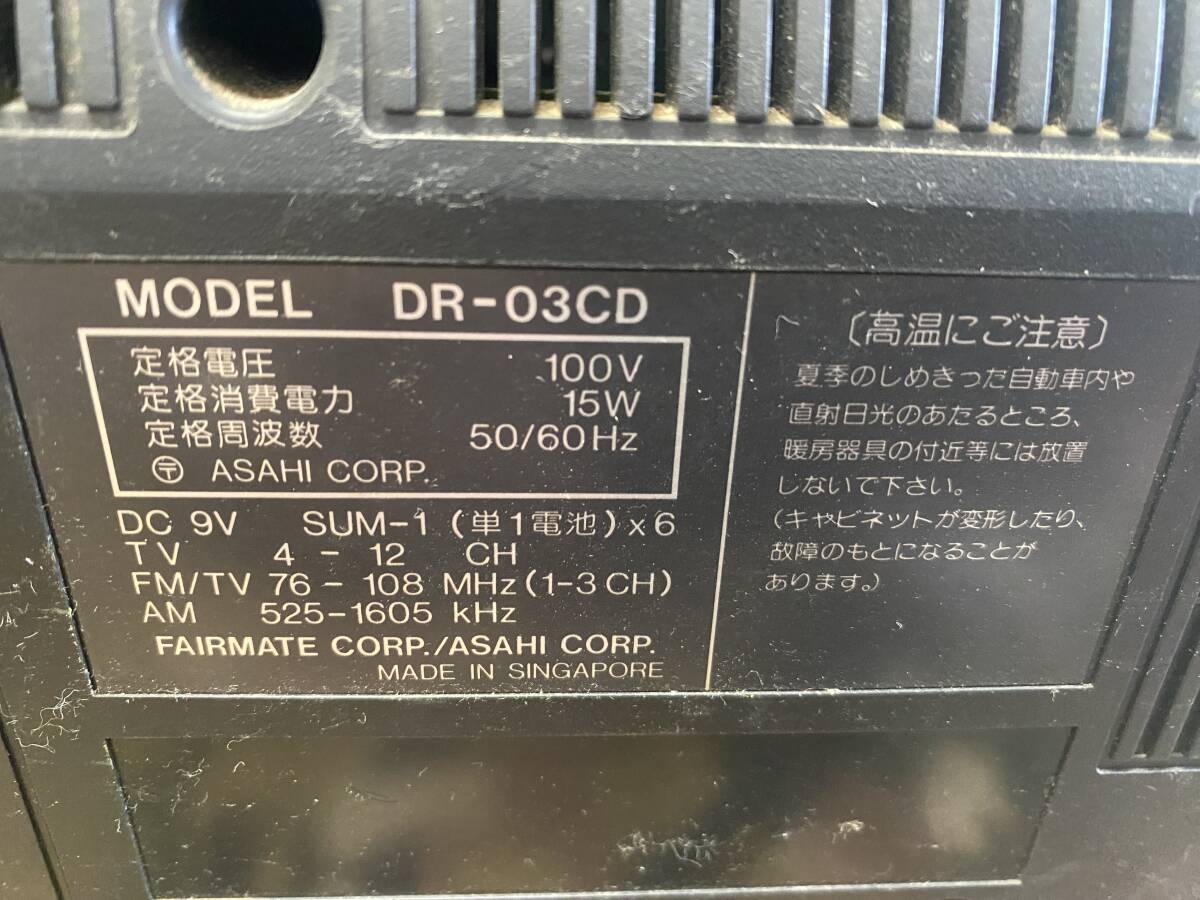 MODEL DR-03CD
定格電圧 100V
定格消費電力 15W
定格周波数 50/60Hz
〶 ASAHI CORP.
DC 9V SUM-1 (単1電池) x 6
TV 4 - 12 CH
FM/TV 76 - 108 MHz (1-3 CH)
AM 525-1605 kHz
FAIRMATE CORP./ASAHI CORP.
MADE IN SINGAPORE
〔高温にご注意〕
夏季のしめきった自動車内や
直射日光のあたるところ、
暖房器具の付近等には放置
しないで下さい。
(キャビネットが変形したり、
故障のもとになることが
あります。)